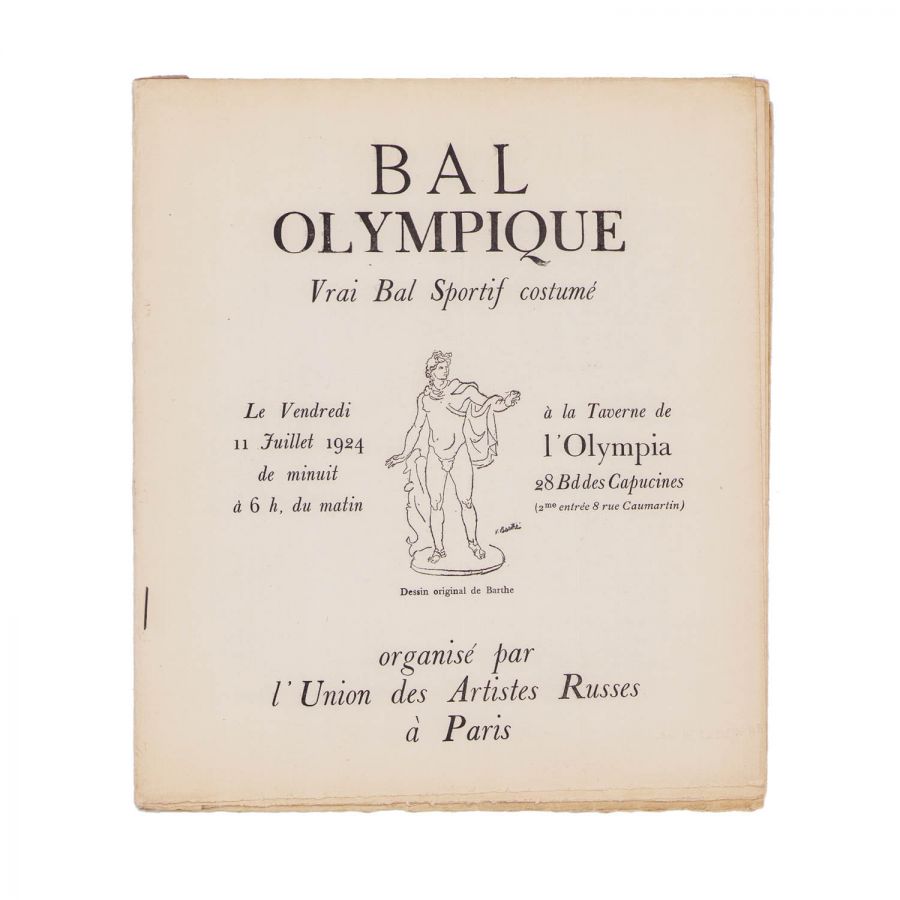 BAL
OLYMPIQUE
Vrai Bal Sportif costumé
Le Vendredi
11 Juillet 1924
de minuit
à 6 h, du matin
à la Taverne de
l'Olympia
28 Bd des Capucines
(2me entrée 8 rue Caumartin)
Dessin original de Barthe
organisé par
l'Union des Artistes Russes
à Paris